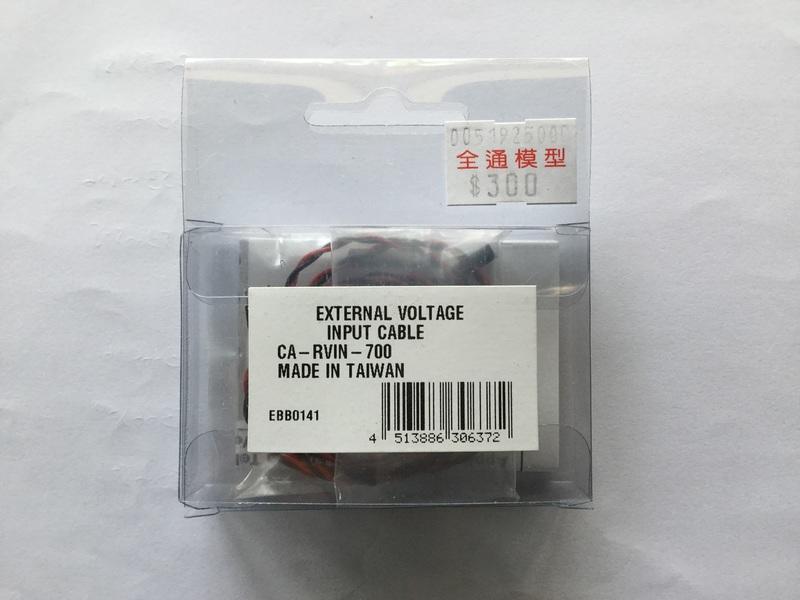 全通模型
$300
EXTERNAL VOLTAGE
INPUT CABLE
CA-RVIN-700
MADE IN TAIWAN
EBB0141
4 513886 306372